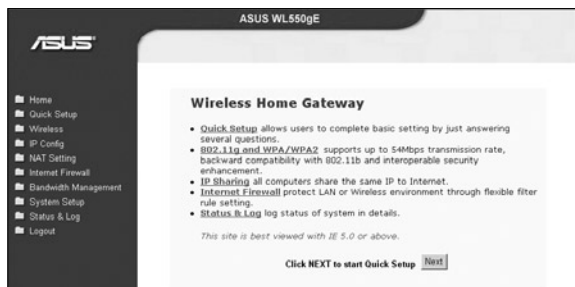 ASUS WL550gE
ASUS
Home
Quick Setup
Wireless
IP Config
NAT Setting
Internet Firewall
Bandwidth Management
System Setup
Status & Log
Logout
Wireless Home Gateway
Quick Setup allows users to complete basic setting by just answering
several questions.
802.11g and WPA/WPA2 supports up to 54Mbps transmission rate,
backward compatibility with 802.11b and interoperable security
enhancement.
IP Sharing all computers share the same IP to Internet.
Internet Firewall protect LAN or Wireless environment through flexible filter
rule setting.
Status & Log log status of system in details.
This site is best viewed with IE 5.0 or above.
Click NEXT to start Quick Setup Next